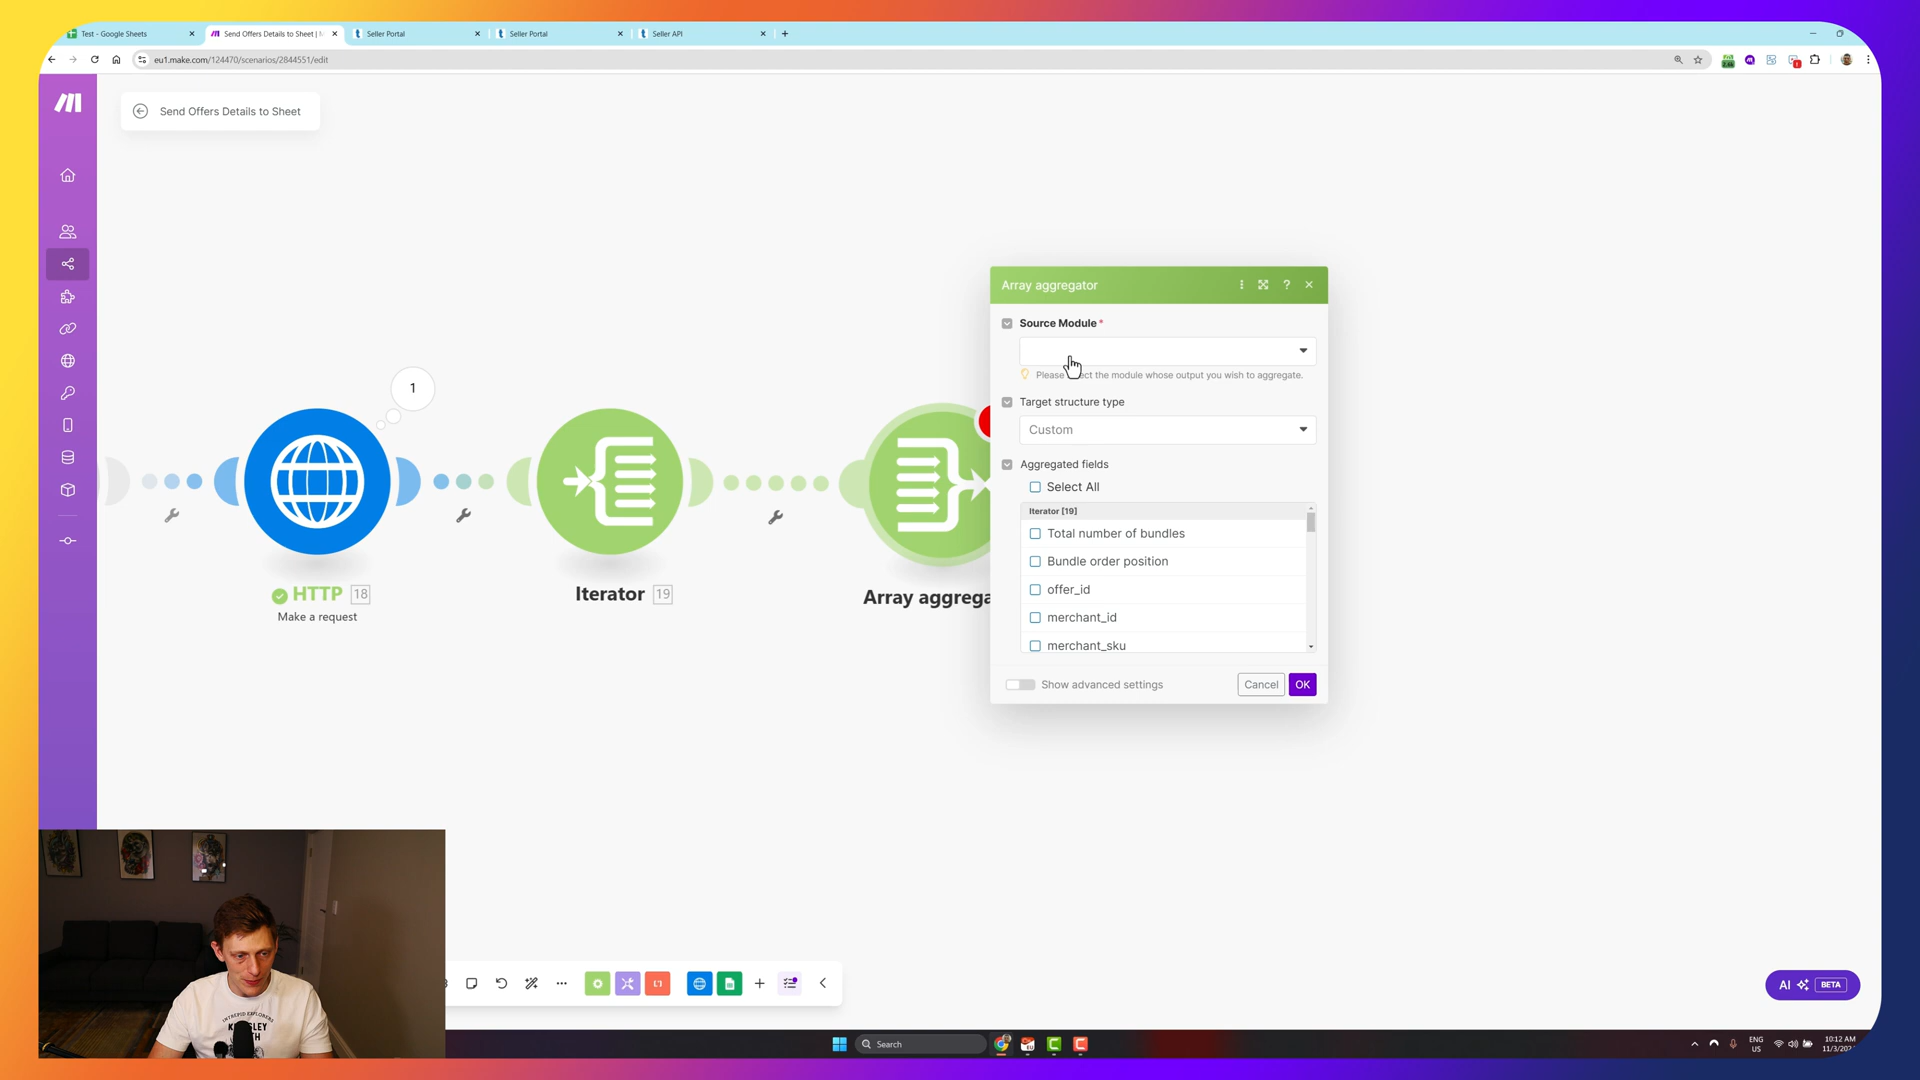 Test - Google Sheets
Send Offers Details to Sheet | M
Seller Portal
Seller Portal
Seller API
eu1.make.com/124470/scenarios/2844551/edit
Send Offers Details to Sheet
Array aggregator
Source Module *
Please ect the module whose output you wish to aggregate.
Target structure type
Custom
Aggregated fields
Select All
Iterator [19]
Total number of bundles
Bundle order position
offer_id
merchant_id
merchant_sku
Show advanced settings
Cancel
OK
1
HTTP 18
Make a request
Iterator 19
Array aggrega
AI BETA
INTREPID EXPLORERS
Search
ENG
US
10:12 AM